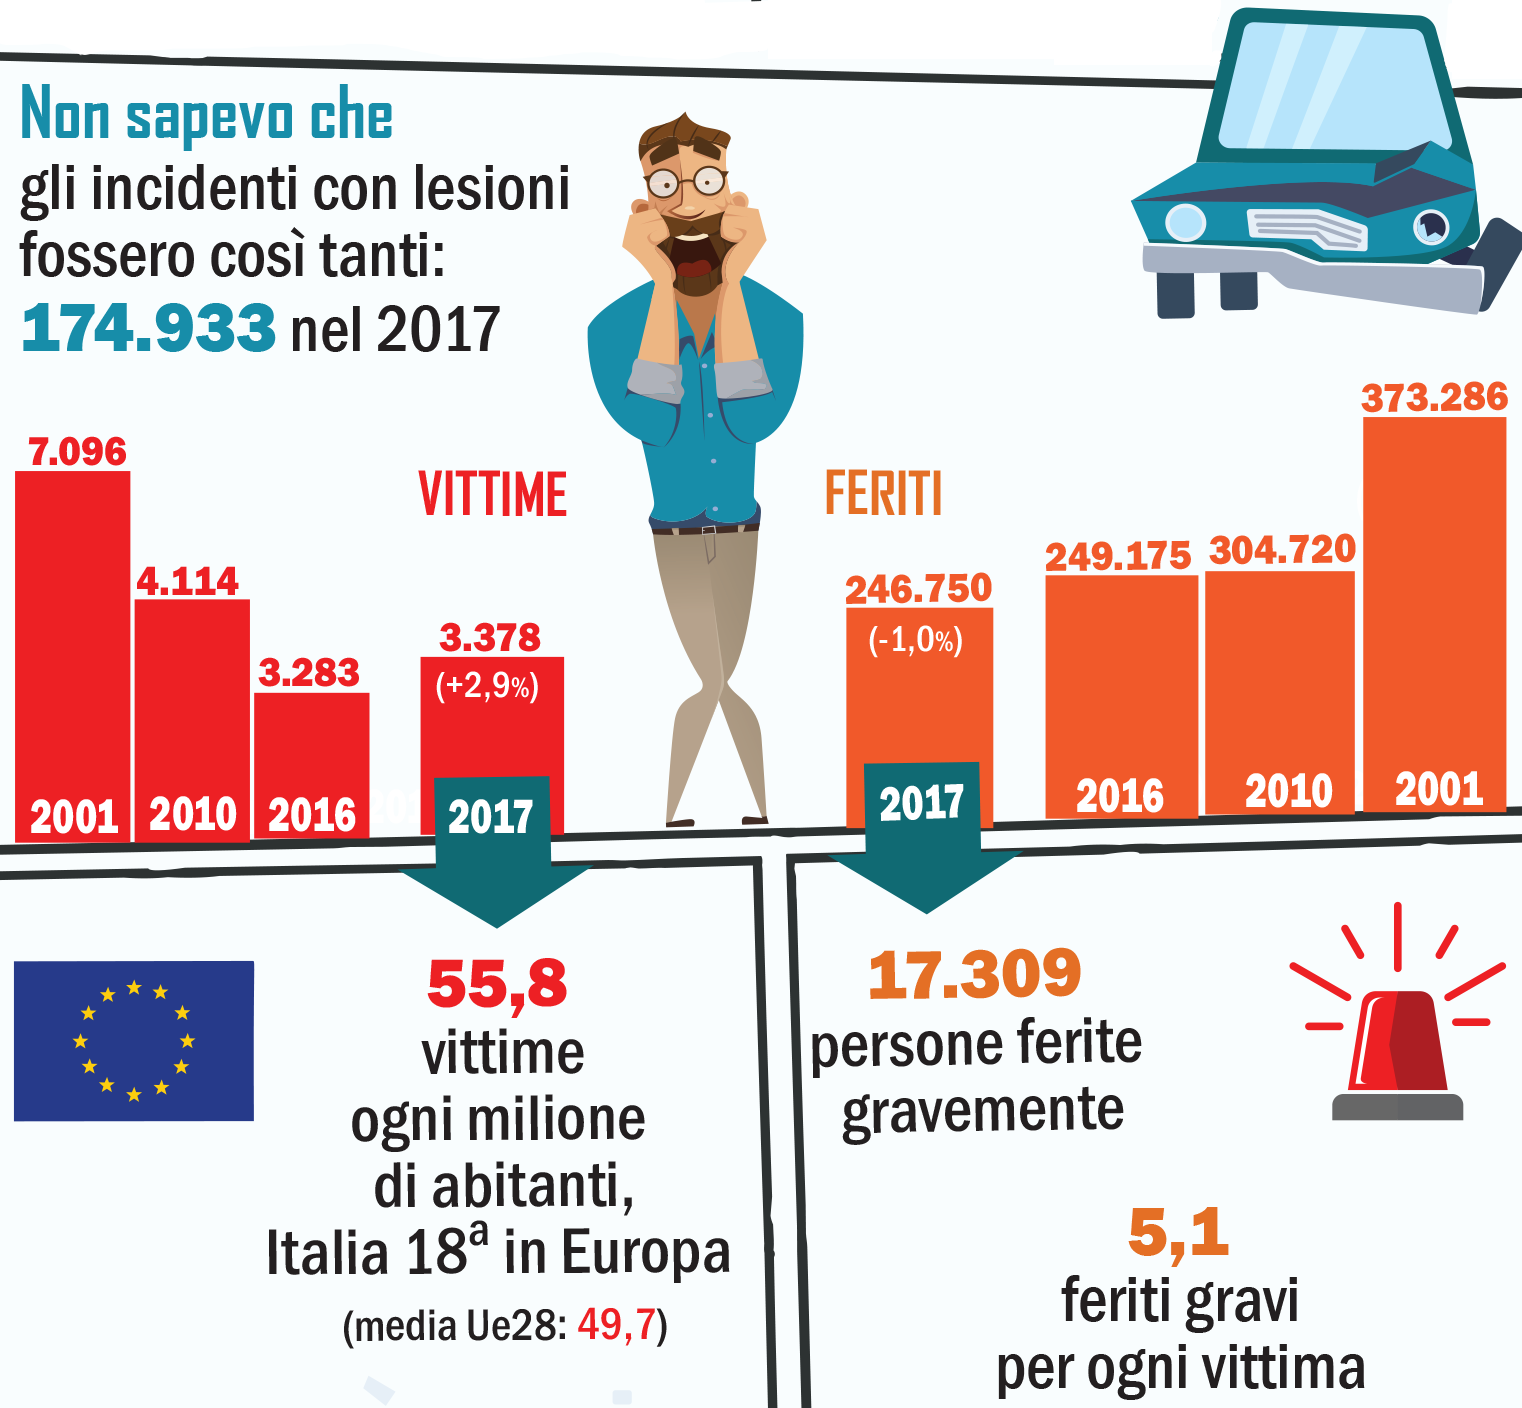 Non sapevo che
gli incidenti con lesioni
fossero così tanti:
174.933 nel 2017
VITTIME
7.096
4.114
3.283
3.378
(+2,9%)
2001
2010
2016
2017
FERITI
246.750
(-1,0%)
249.175
304.720
373.286
2017
2016
2010
2001
55,8
vittime
ogni milione
di abitanti,
Italia 18ª in Europa
(media Ue28: 49,7)
17.309
persone ferite
gravemente
5,1
feriti gravi
per ogni vittima